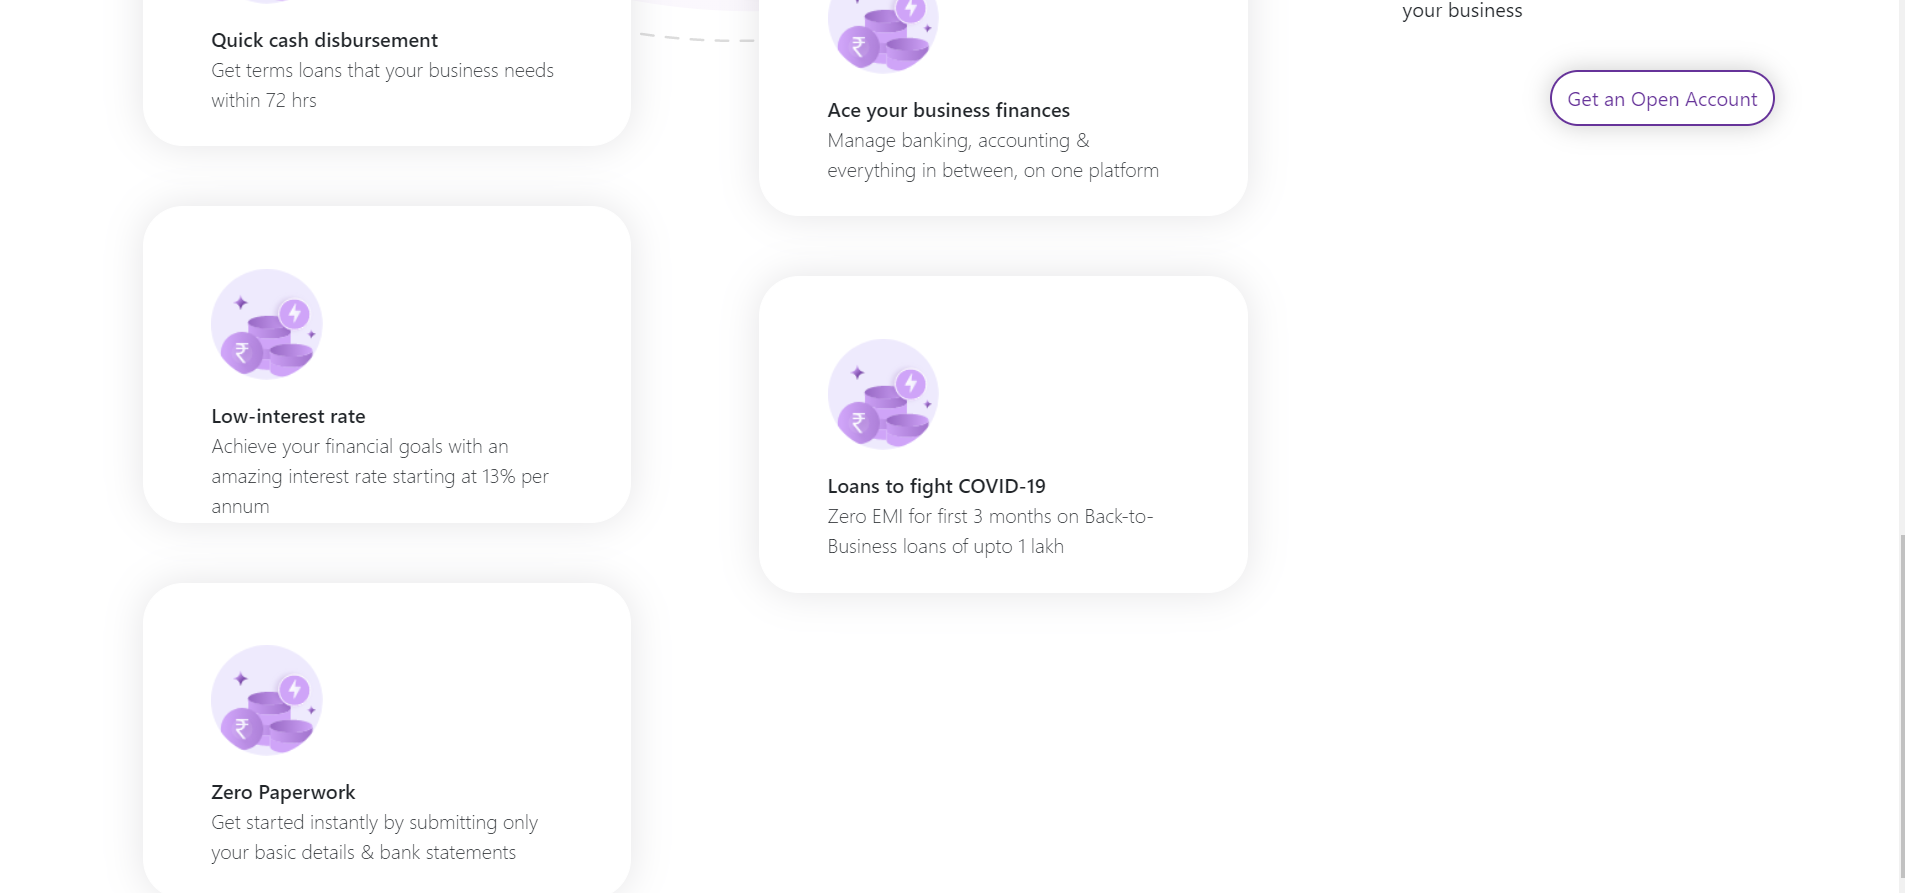 Quick cash disbursement
Get terms loans that your business needs
within 72 hrs
Low-interest rate
Achieve your financial goals with an
amazing interest rate starting at 13% per
annum
Zero Paperwork
Get started instantly by submitting only
your basic details & bank statements
Ace your business finances
Manage banking, accounting &
everything in between, on one platform
Loans to fight COVID-19
Zero EMI for first 3 months on Back-to-
Business loans of upto 1 lakh
your business
Get an Open Account